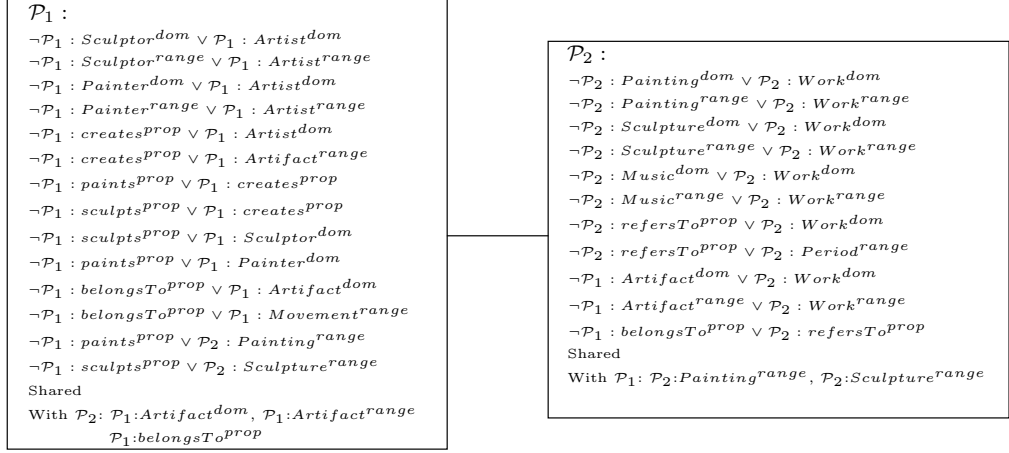 𝒫₁ :
¬𝒫₁ : Sculptor^dom ∨ 𝒫₁ : Artist^dom
¬𝒫₁ : Sculptor^range ∨ 𝒫₁ : Artist^range
¬𝒫₁ : Painter^dom ∨ 𝒫₁ : Artist^dom
¬𝒫₁ : Painter^range ∨ 𝒫₁ : Artist^range
¬𝒫₁ : creates^prop ∨ 𝒫₁ : Artist^dom
¬𝒫₁ : creates^prop ∨ 𝒫₁ : Artifact^range
¬𝒫₁ : paints^prop ∨ 𝒫₁ : creates^prop
¬𝒫₁ : sculpts^prop ∨ 𝒫₁ : creates^prop
¬𝒫₁ : sculpts^prop ∨ 𝒫₁ : Sculptor^dom
¬𝒫₁ : paints^prop ∨ 𝒫₁ : Painter^dom
¬𝒫₁ : belongsTo^prop ∨ 𝒫₁ : Artifact^dom
¬𝒫₁ : belongsTo^prop ∨ 𝒫₁ : Movement^range
¬𝒫₁ : paints^prop ∨ 𝒫₂ : Painting^range
¬𝒫₁ : sculpts^prop ∨ 𝒫₂ : Sculpture^range
Shared
With 𝒫₂: 𝒫₁:Artifact^dom, 𝒫₁:Artifact^range
𝒫₁:belongsTo^prop
𝒫₂ :
¬𝒫₂ : Painting^dom ∨ 𝒫₂ : Work^dom
¬𝒫₂ : Painting^range ∨ 𝒫₂ : Work^range
¬𝒫₂ : Sculpture^dom ∨ 𝒫₂ : Work^dom
¬𝒫₂ : Sculpture^range ∨ 𝒫₂ : Work^range
¬𝒫₂ : Music^dom ∨ 𝒫₂ : Work^dom
¬𝒫₂ : Music^range ∨ 𝒫₂ : Work^range
¬𝒫₂ : refersTo^prop ∨ 𝒫₂ : Work^dom
¬𝒫₂ : refersTo^prop ∨ 𝒫₂ : Period^range
¬𝒫₁ : Artifact^dom ∨ 𝒫₂ : Work^dom
¬𝒫₁ : Artifact^range ∨ 𝒫₂ : Work^range
¬𝒫₁ : belongsTo^prop ∨ 𝒫₂ : refersTo^prop
Shared
With 𝒫₁: 𝒫₂:Painting^range, 𝒫₂:Sculpture^range